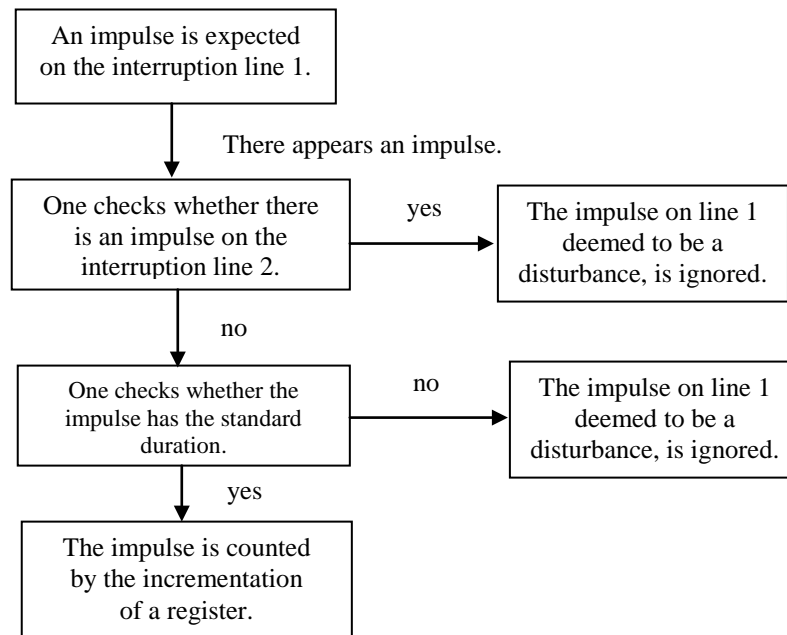 An impulse is expected
on the interruption line 1.
There appears an impulse.
One checks whether there
is an impulse on the
interruption line 2.
yes
The impulse on line 1
deemed to be a
disturbance, is ignored.
no
One checks whether the
impulse has the standard
duration.
no
The impulse on line 1
deemed to be a
disturbance, is ignored.
yes
The impulse is counted
by the incrementation
of a register.